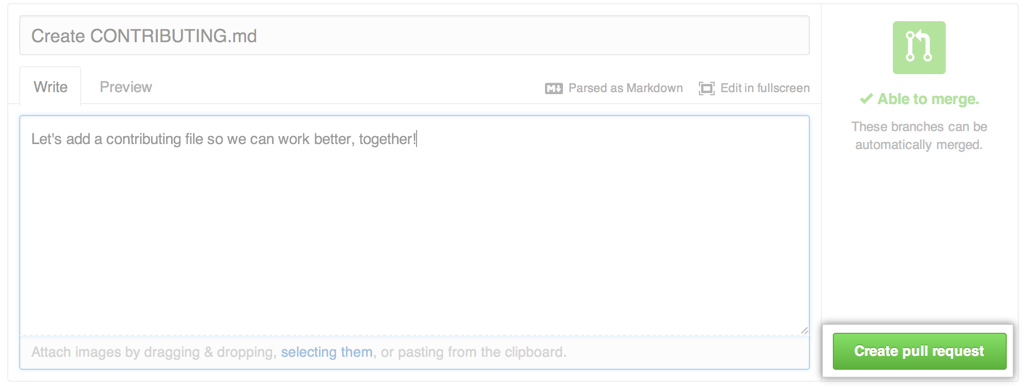 Create CONTRIBUTING.md
Write Preview
Parsed as Markdown Edit in fullscreen
Let's add a contributing file so we can work better, together!
Attach images by dragging & dropping, selecting them, or pasting from the clipboard.
Able to merge.
These branches can be
automatically merged.
Create pull request